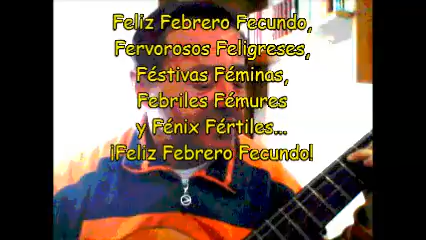 Feliz Febrero Fecundo,
Fervorosos Feligreses,
Féstivas Féminas,
Febriles Fémures
y Fénix Fértiles...
¡Feliz Febrero Fecundo!